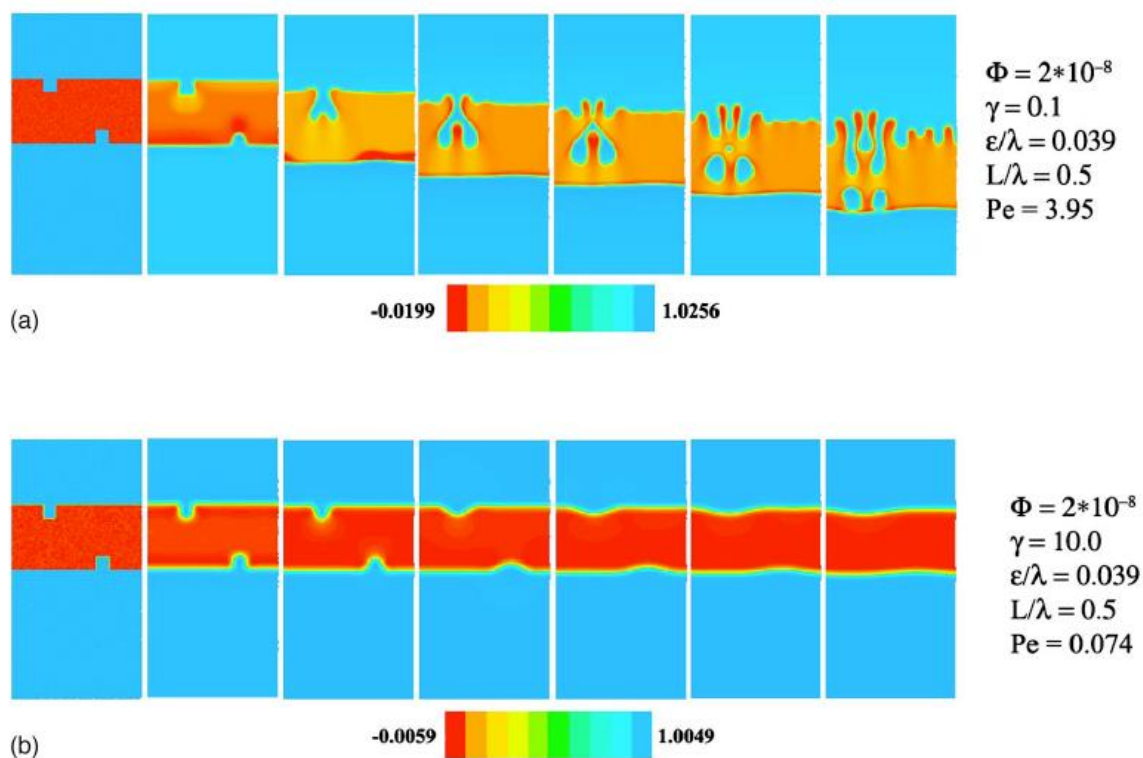 Φ = 2*10⁻⁸
γ = 0.1
ε/λ = 0.039
L/λ = 0.5
Pe = 3.95
-0.0199 1.0256
(a)
Φ = 2*10⁻⁸
γ = 10.0
ε/λ = 0.039
L/λ = 0.5
Pe = 0.074
-0.0059 1.0049
(b)